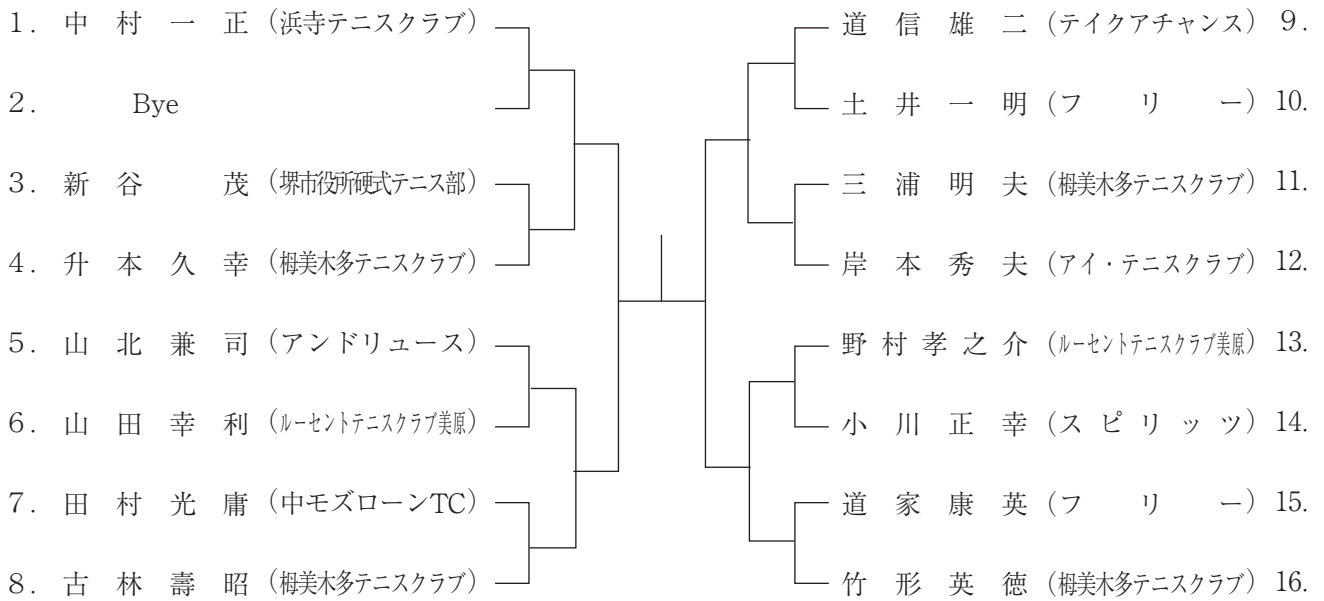 1. 中村一正 (浜寺テニスクラブ)
2. Bye
3. 新谷 茂 (堺市役所硬式テニス部)
4. 升本久幸 (栂美木多テニスクラブ)
5. 山北兼司 (アンドリュース)
6. 山田幸利 (ルーセントテニスクラブ美原)
7. 田村光庸 (中モズローンTC)
8. 古林壽昭 (栂美木多テニスクラブ)
道信雄二 (テイクアチャンス) 9.
土井一明 (フリー) 10.
三浦明夫 (栂美木多テニスクラブ) 11.
岸本秀夫 (アイ・テニスクラブ) 12.
野村孝之介 (ルーセントテニスクラブ美原) 13.
小川正幸 (スピリッツ) 14.
道家康英 (フリー) 15.
竹形英徳 (栂美木多テニスクラブ) 16.